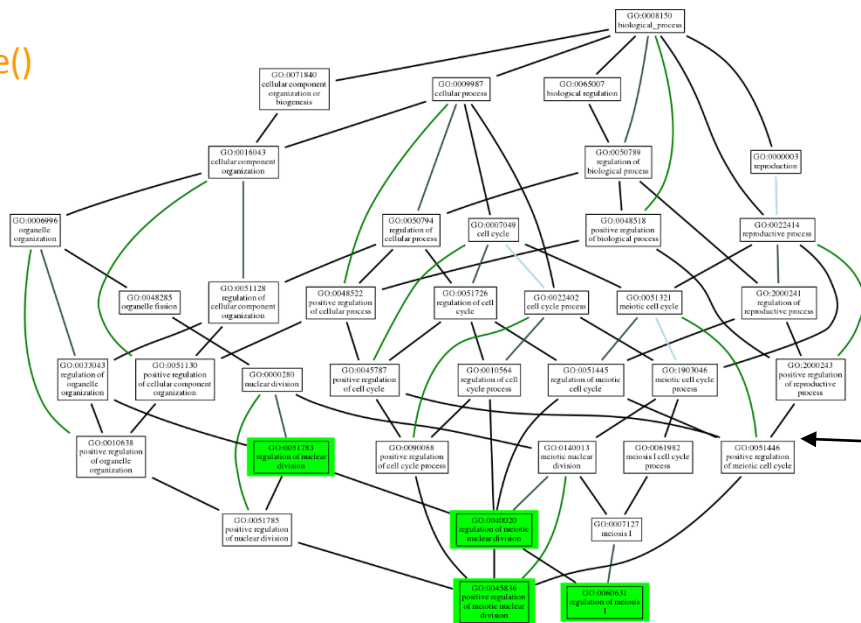 e()
GO:0008150
biological_process
GO:0071840
cellular component
organization or
biogenesis
GO:0009987
cellular process
GO:0065007
biological regulation
GO:0016043
cellular component
organization
GO:0050789
regulation of
biological process
GO:0000003
reproduction
GO:0006996
organelle
organization
GO:0050794
regulation of
cellular process
GO:0007049
cell cycle
GO:0048518
positive regulation
of biological process
GO:0022414
reproductive process
GO:0048285
organelle fission
GO:0051128
regulation of
cellular component
organization
GO:0048522
positive regulation
of cellular process
GO:0051726
regulation of cell
cycle
GO:0022402
cell cycle process
GO:0051321
meiotic cell cycle
GO:2000241
regulation of
reproductive process
GO:0033043
regulation of
organelle
organization
GO:0051130
positive regulation
of cellular component
organization
GO:0000280
nuclear division
GO:0045787
positive regulation
of cell cycle
GO:0010564
regulation of cell
cycle process
GO:0051445
regulation of meiotic
cell cycle
GO:1903046
meiotic cell cycle
process
GO:2000243
positive regulation
of reproductive
process
GO:0010638
positive regulation
of organelle
organization
GO:0051783
regulation of nuclear
division
GO:0090068
positive regulation
of cell cycle process
GO:0140013
meiotic nuclear
division
GO:0061982
meiosis I cell cycle
process
GO:0051446
positive regulation
of meiotic cell cycle
GO:0051785
positive regulation
of nuclear division
GO:0040020
regulation of meiotic
nuclear division
GO:0007127
meiosis I
GO:0045836
positive regulation
of meiotic nuclear
division
GO:0060631
regulation of meiosis
I